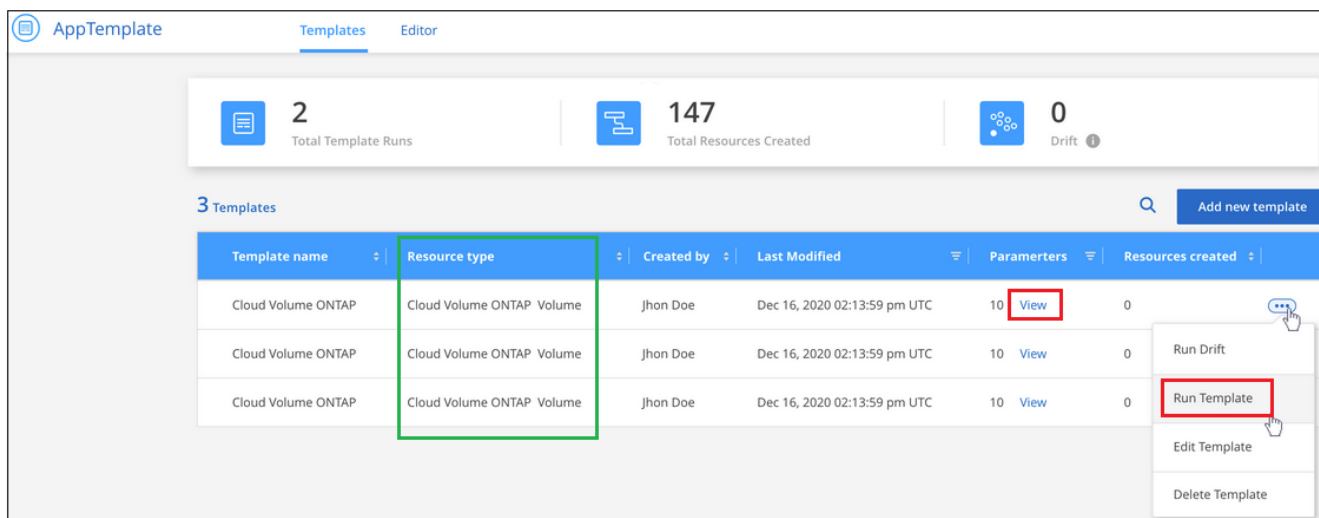 AppTemplate Templates Editor
2 147 0
Total Template Runs Total Resources Created Drift i
3 Templates Add new template
Template name Resource type Created by Last Modified Paramerters Resources created
Cloud Volume ONTAP Cloud Volume ONTAP Volume Jhon Doe Dec 16, 2020 02:13:59 pm UTC 10 View 0
Run Drift
Cloud Volume ONTAP Cloud Volume ONTAP Volume Jhon Doe Dec 16, 2020 02:13:59 pm UTC 10 View 0
Run Template
Cloud Volume ONTAP Cloud Volume ONTAP Volume Jhon Doe Dec 16, 2020 02:13:59 pm UTC 10 View 0
Edit Template
Delete Template